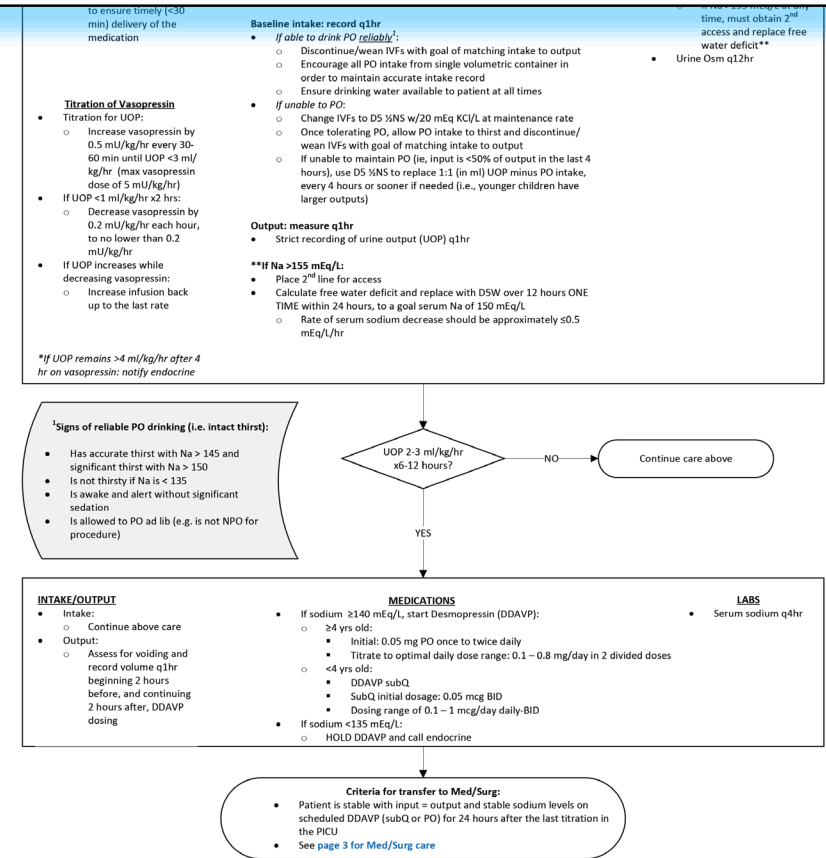 to ensure timely (<30
min) delivery of the
medication
Titration of Vasopressin
• Titration for UOP:
o Increase vasopressin by
0.5 mU/kg/hr every 30-
60 min until UOP <3 ml/
kg/hr (max vasopressin
dose of 5 mU/kg/hr)
• If UOP <1 ml/kg/hr x2 hrs:
o Decrease vasopressin by
0.2 mU/kg/hr each hour,
to no lower than 0.2
mU/kg/hr
• If UOP increases while
decreasing vasopressin:
o Increase infusion back
up to the last rate
*If UOP remains >4 ml/kg/hr after 4
hr on vasopressin: notify endocrine
Baseline intake: record q1hr
• If able to drink PO reliably1:
o Discontinue/wean IVFs with goal of matching intake to output
o Encourage all PO intake from single volumetric container in
order to maintain accurate intake record
o Ensure drinking water available to patient at all times
• If unable to PO:
o Change IVFs to D5 ½NS w/20 mEq KCl/L at maintenance rate
o Once tolerating PO, allow PO intake to thirst and discontinue/
wean IVFs with goal of matching intake to output
o If unable to maintain PO (ie, input is <50% of output in the last 4
hours), use D5 ½NS to replace 1:1 (in ml) UOP minus PO intake,
every 4 hours or sooner if needed (i.e., younger children have
larger outputs)
Output: measure q1hr
• Strict recording of urine output (UOP) q1hr
**If Na >155 mEq/L:
• Place 2nd line for access
• Calculate free water deficit and replace with D5W over 12 hours ONE
TIME within 24 hours, to a goal serum Na of 150 mEq/L
o Rate of serum sodium decrease should be approximately ≤0.5
mEq/L/hr
time, must obtain 2nd
access and replace free
water deficit**
• Urine Osm q12hr
1Signs of reliable PO drinking (i.e. intact thirst):
• Has accurate thirst with Na > 145 and
significant thirst with Na > 150
• Is not thirsty if Na is < 135
• Is awake and alert without significant
sedation
• Is allowed to PO ad lib (e.g. is not NPO for
procedure)
UOP 2-3 ml/kg/hr
x6-12 hours?
NO
Continue care above
YES
INTAKE/OUTPUT
• Intake:
o Continue above care
• Output:
o Assess for voiding and
record volume q1hr
beginning 2 hours
before, and continuing
2 hours after, DDAVP
dosing
MEDICATIONS
• If sodium ≥140 mEq/L, start Desmopressin (DDAVP):
o ≥4 yrs old:
▪ Initial: 0.05 mg PO once to twice daily
▪ Titrate to optimal daily dose range: 0.1 – 0.8 mg/day in 2 divided doses
o <4 yrs old:
▪ DDAVP subQ
▪ SubQ initial dosage: 0.05 mcg BID
▪ Dosing range of 0.1 – 1 mcg/day daily-BID
• If sodium <135 mEq/L:
o HOLD DDAVP and call endocrine
LABS
• Serum sodium q4hr
Criteria for transfer to Med/Surg:
• Patient is stable with input = output and stable sodium levels on
scheduled DDAVP (subQ or PO) for 24 hours after the last titration in
the PICU
• See page 3 for Med/Surg care